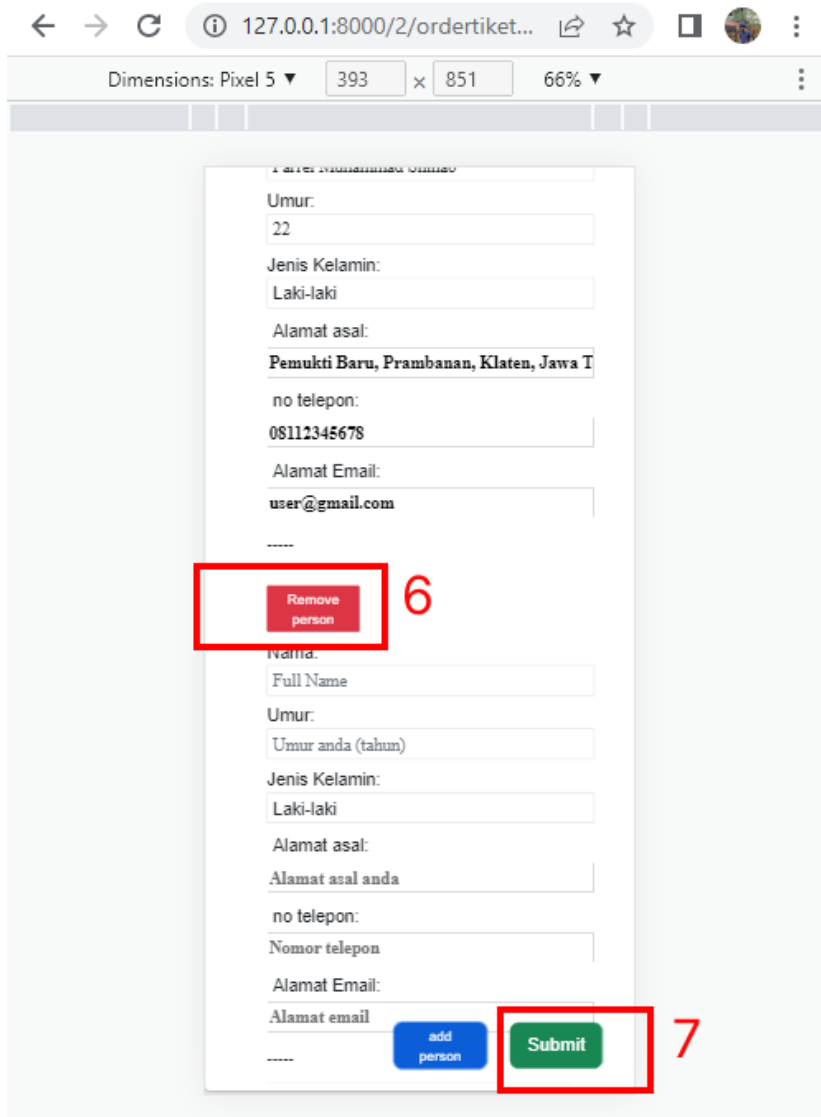 127.0.0.1:8000/2/ordertiket...
Dimensions: Pixel 5 ▼ 393 × 851 66% ▼
Muhammad
Umur:
22
Jenis Kelamin:
Laki-laki
Alamat asal:
Pemukti Baru, Prambanan, Klaten, Jawa T
no telepon:
08112345678
Alamat Email:
user@gmail.com
-----
Remove
person
6
Nama:
Full Name
Umur:
Umur anda (tahun)
Jenis Kelamin:
Laki-laki
Alamat asal:
Alamat asal anda
no telepon:
Nomor telepon
Alamat Email:
Alamat email
-----
add
person
Submit
7